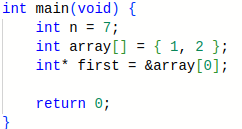 int main(void) {
    int n = 7;
    int array[] = { 1, 2 };
    int* first = &array[0];

    return 0;
}